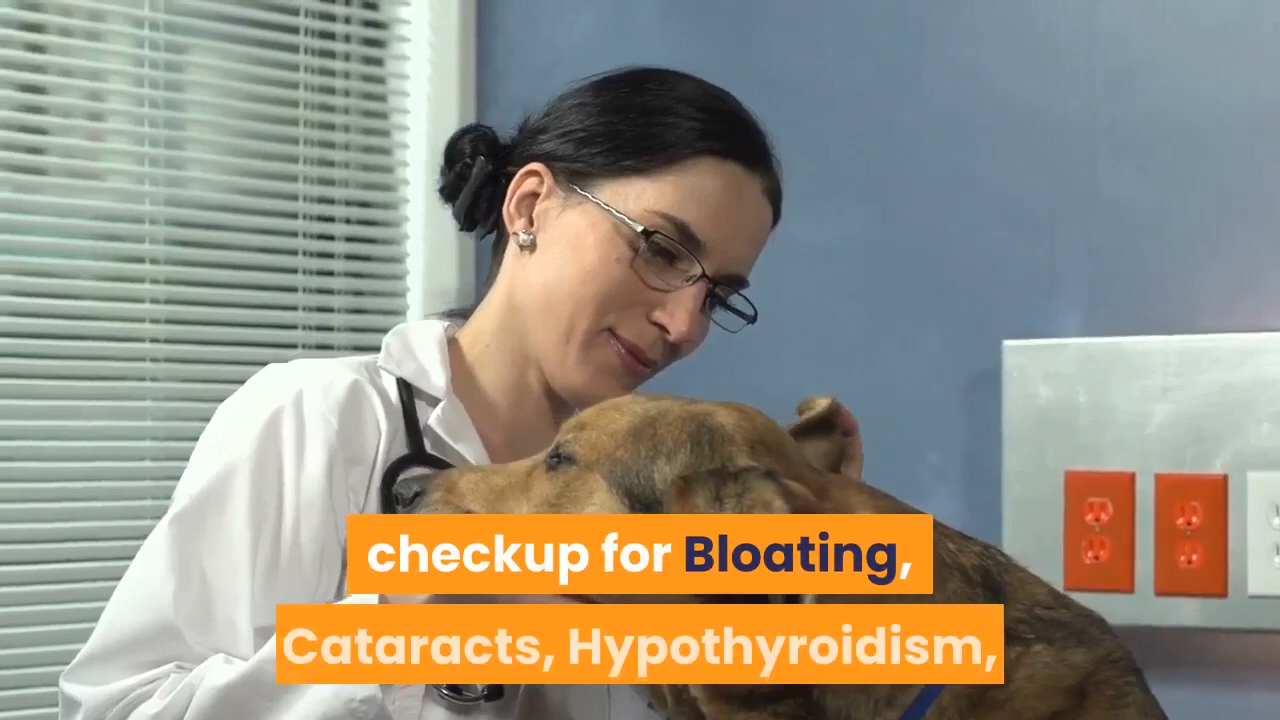 checkup for Bloating,
Cataracts, Hypothyroidism,